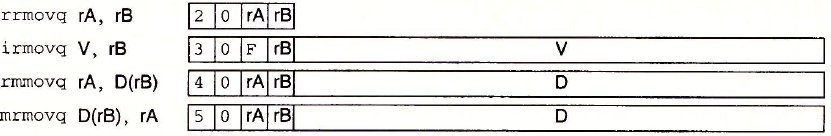 rrmovq rA, rB 2 0 rA rB
irmovq V, rB 3 0 F rB V
rmmovq rA, D(rB) 4 0 rA rB D
mrmovq D(rB), rA 5 0 rA rB D